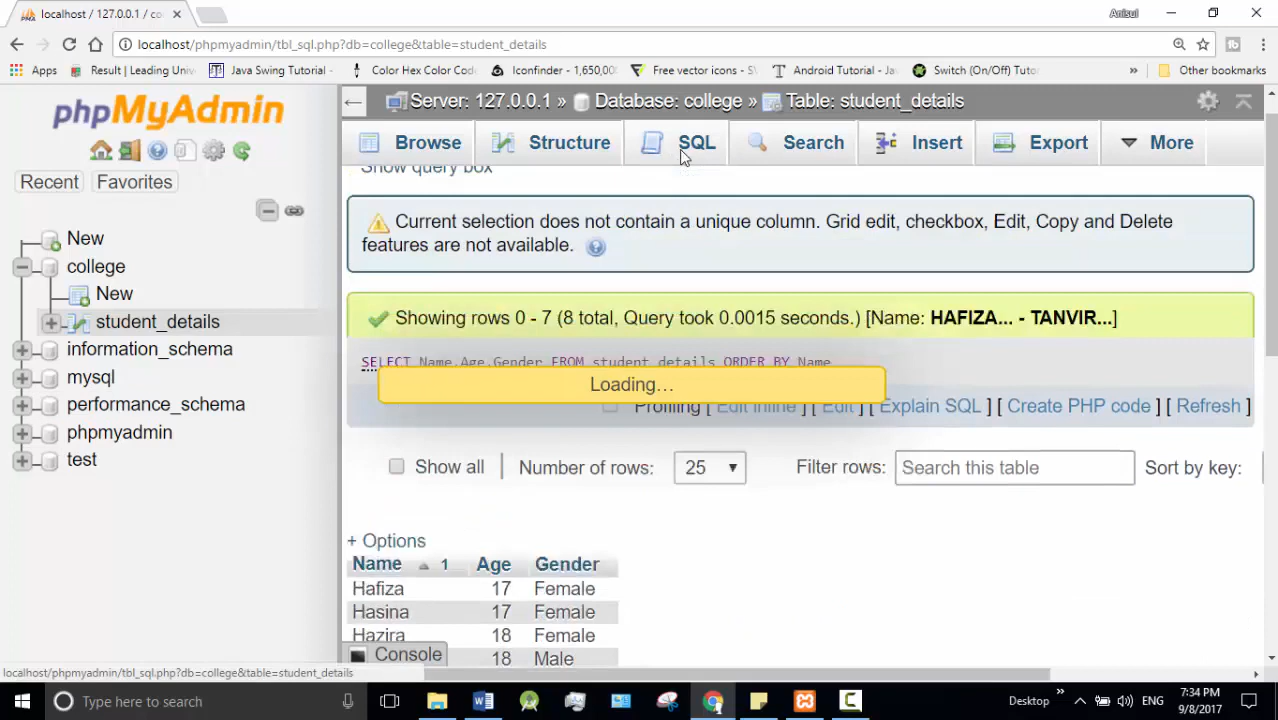 localhost / 127.0.0.1 / co
Anisul
localhost/phpmyadmin/tbl_sql.php?db=college&table=student_details
Apps
Result | Leading Univ
Java Swing Tutorial -
Color Hex Color Code
Iconfinder - 1,650,00
Free vector icons - S
Android Tutorial - Ja
Switch (On/Off) Tuto
»
Other bookmarks
phpMyAdmin
Recent
Favorites
New
college
New
student_details
information_schema
mysql
performance_schema
phpmyadmin
test
Server: 127.0.0.1 » Database: college » Table: student_details
Browse
Structure
SQL
Search
Insert
Export
More
Show query box
Current selection does not contain a unique column. Grid edit, checkbox, Edit, Copy and Delete
features are not available.
Showing rows 0 - 7 (8 total, Query took 0.0015 seconds.) [Name: HAFIZA... - TANVIR...]
SELECT Name,Age,Gender FROM student_details ORDER BY Name
Loading…
Profiling [ Edit inline ] [ Edit ] [ Explain SQL ] [ Create PHP code ] [ Refresh ]
Show all
Number of rows:
25
Filter rows:
Search this table
Sort by key:
+ Options
Name 1 Age Gender
Hafiza 17 Female
Hasina 17 Female
Hazira 18 Female
18 Male
Console
localhost/phpmyadmin/tbl_sql.php?db=college&table=student_details
Type here to search
Desktop
»
ENG
7:34 PM
9/8/2017